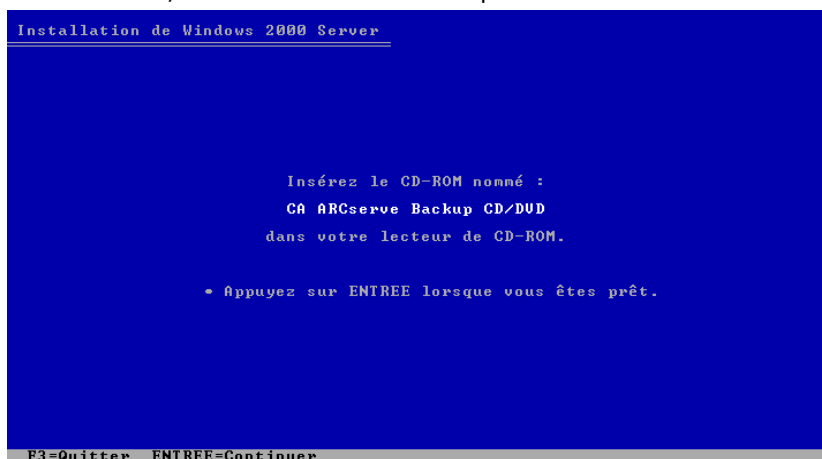 Installation de Windows 2000 Server
Insérez le CD-ROM nommé :
CA ARCserve Backup CD/DVD
dans votre lecteur de CD-ROM.
• Appuyez sur ENTREE lorsque vous êtes prêt.
F3=Quitter ENTREE=Continuer